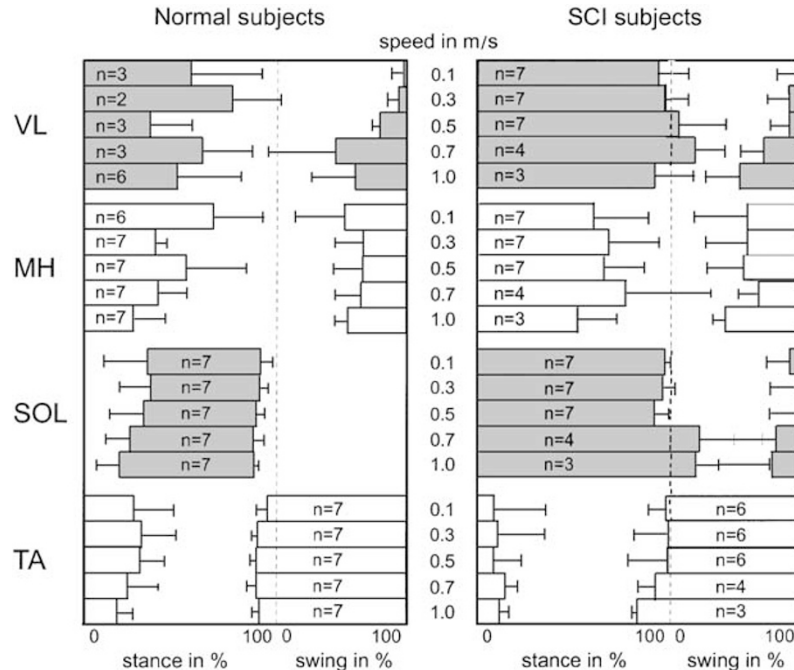 Normal subjects SCI subjects
speed in m/s
VL
n=3 0.1 n=7
n=2 0.3 n=7
n=3 0.5 n=7
n=3 0.7 n=4
n=6 1.0 n=3
MH
n=6 0.1 n=7
n=7 0.3 n=7
n=7 0.5 n=7
n=7 0.7 n=4
n=7 1.0 n=3
SOL
n=7 0.1 n=7
n=7 0.3 n=7
n=7 0.5 n=7
n=7 0.7 n=4
n=7 1.0 n=3
TA
n=7 0.1 n=6
n=7 0.3 n=6
n=7 0.5 n=6
n=7 0.7 n=4
n=7 1.0 n=3
0 100 0 100 0 100 0 100
stance in % swing in % stance in % swing in %